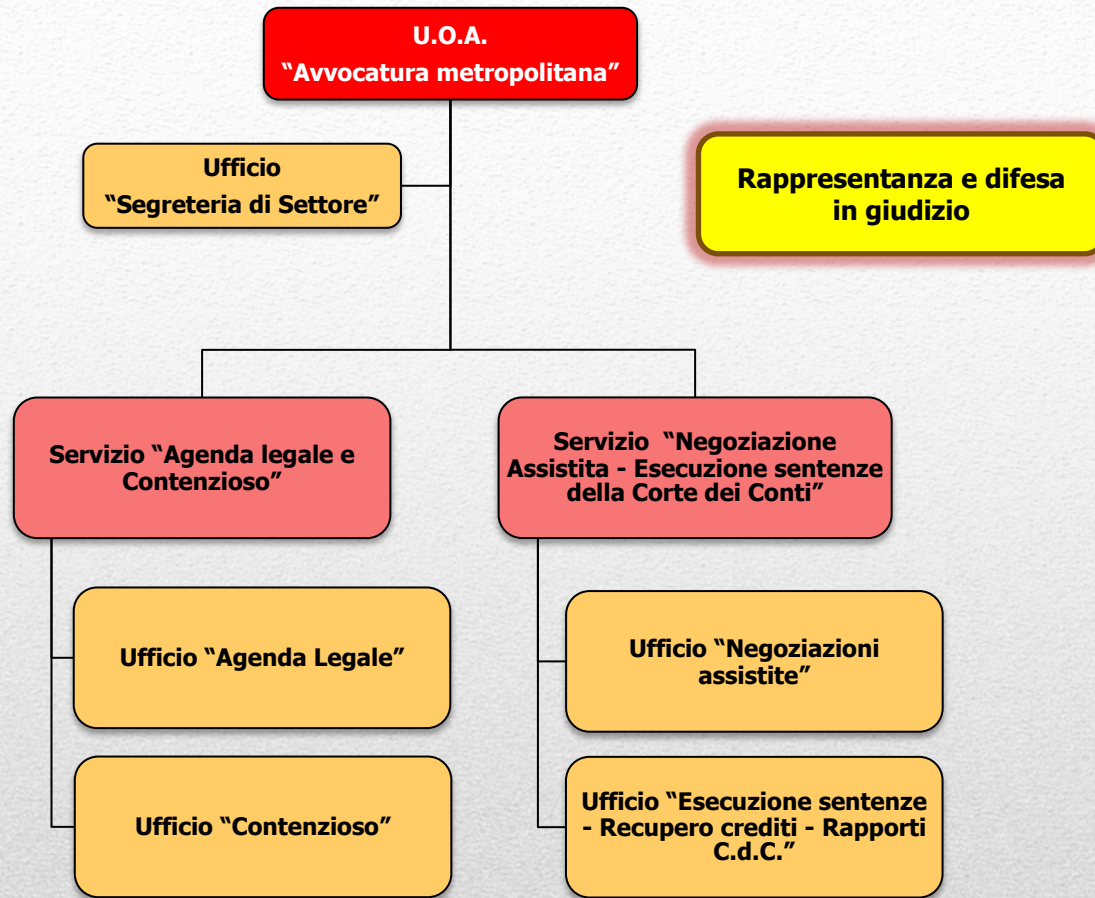 U.O.A.
“Avvocatura metropolitana”
Ufficio
“Segreteria di Settore”
Rappresentanza e difesa
in giudizio
Servizio “Agenda legale e
Contenzioso”
Servizio “Negoziazione
Assistita - Esecuzione sentenze
della Corte dei Conti”
Ufficio “Agenda Legale”
Ufficio “Negoziazioni
assistite”
Ufficio “Contenzioso”
Ufficio “Esecuzione sentenze
- Recupero crediti - Rapporti
C.d.C.”